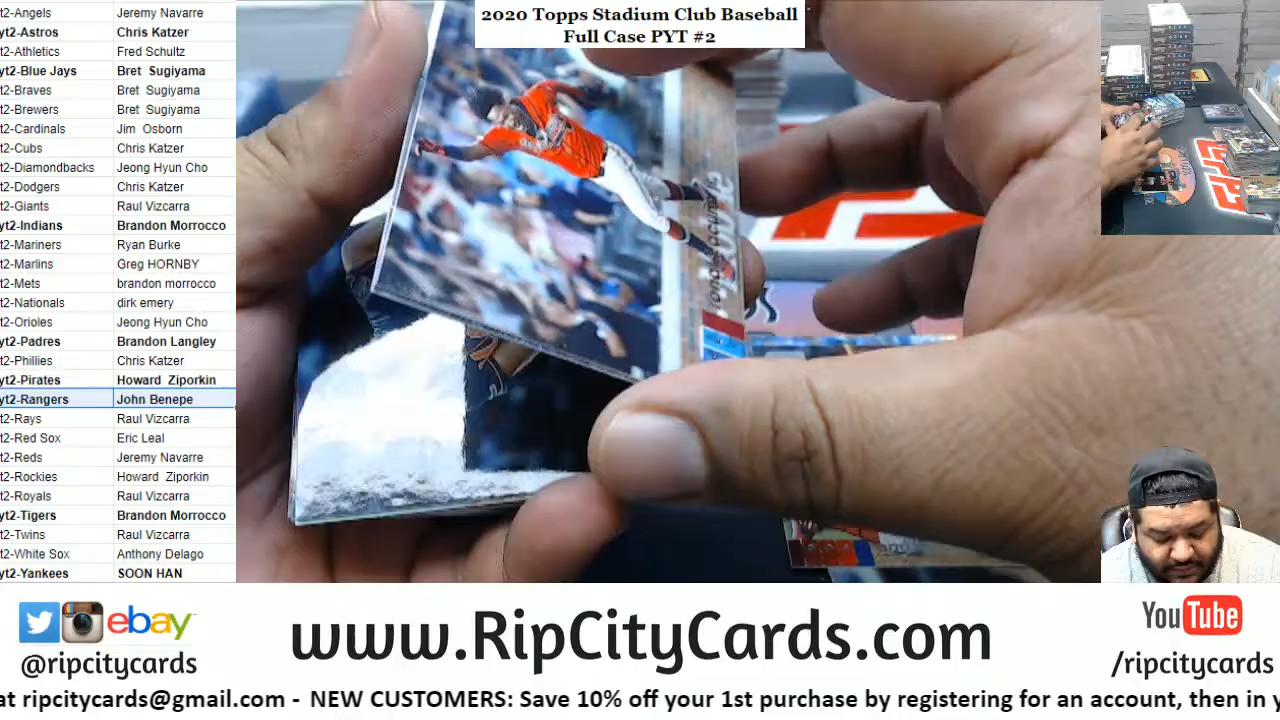 2020 Topps Stadium Club Baseball
Full Case PYT #2
t2-Angels Jeremy Navarre
yt2-Astros Chris Katzer
t2-Athletics Fred Schultz
yt2-Blue Jays Bret Sugiyama
t2-Braves Bret Sugiyama
t2-Brewers Bret Sugiyama
t2-Cardinals Jim Osborn
t2-Cubs Chris Katzer
t2-Diamondbacks Jeong Hyun Cho
t2-Dodgers Chris Katzer
t2-Giants Raul Vizcarra
yt2-Indians Brandon Morrocco
t2-Mariners Ryan Burke
t2-Marlins Greg HORNBY
t2-Mets brandon morrocco
t2-Nationals dirk emery
t2-Orioles Jeong Hyun Cho
yt2-Padres Brandon Langley
t2-Phillies Chris Katzer
yt2-Pirates Howard Ziporkin
yt2-Rangers John Benepe
t2-Rays Raul Vizcarra
t2-Red Sox Eric Leal
t2-Reds Jeremy Navarre
t2-Rockies Howard Ziporkin
t2-Royals Raul Vizcarra
yt2-Tigers Brandon Morrocco
t2-Twins Raul Vizcarra
t2-White Sox Anthony Delago
yt2-Yankees SOON HAN
ebay
@ripcitycards
www.RipCityCards.com
YouTube
/ripcitycards
at ripcitycards@gmail.com - NEW CUSTOMERS: Save 10% off your 1st purchase by registering for an account, then in y